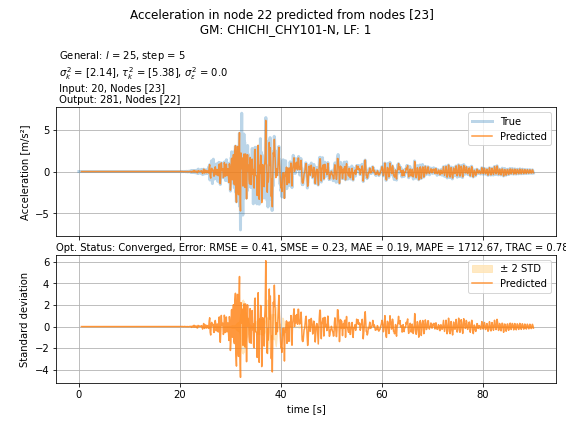 Acceleration in node 22 predicted from nodes [23]
GM: CHICHI_CHY101-N, LF: 1
General: l = 25, step = 5
σ²ₖ = [2.14], τ²ₖ = [5.38], σ²ε = 0.0
Input: 20, Nodes [23]
Output: 281, Nodes [22]
Acceleration [m/s²]
5
0
−5
True
Predicted
Opt. Status: Converged, Error: RMSE = 0.41, SMSE = 0.23, MAE = 0.19, MAPE = 1712.67, TRAC = 0.78
Standard deviation
6
4
2
0
−2
−4
± 2 STD
Predicted
0 20 40 60 80
time [s]